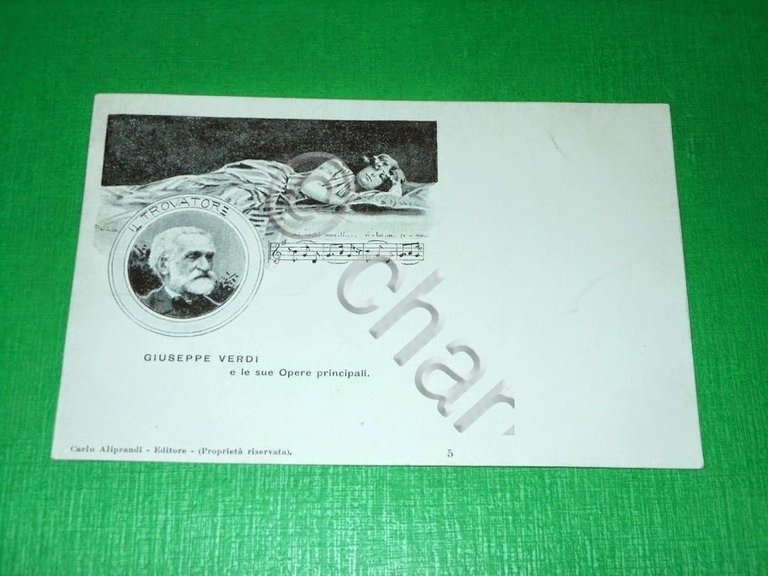 IL TROVATORE
GIUSEPPE VERDI
e le sue Opere principali.
Carlo Aliprandi - Editore - (Proprietà riservata).
5
© char